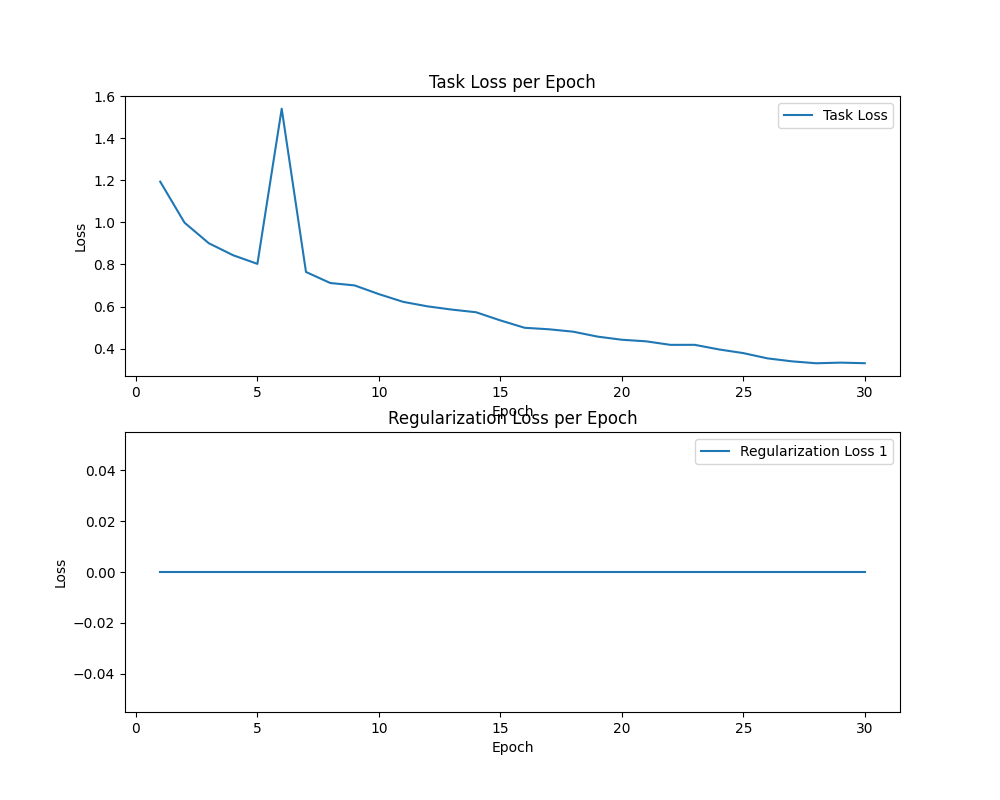 Task Loss per Epoch
Task Loss
Loss
1.6
1.4
1.2
1.0
0.8
0.6
0.4
0 5 10 15 20 25 30
Epoch
Regularization Loss per Epoch
Regularization Loss 1
Loss
0.04
0.02
0.00
−0.02
−0.04
0 5 10 15 20 25 30
Epoch